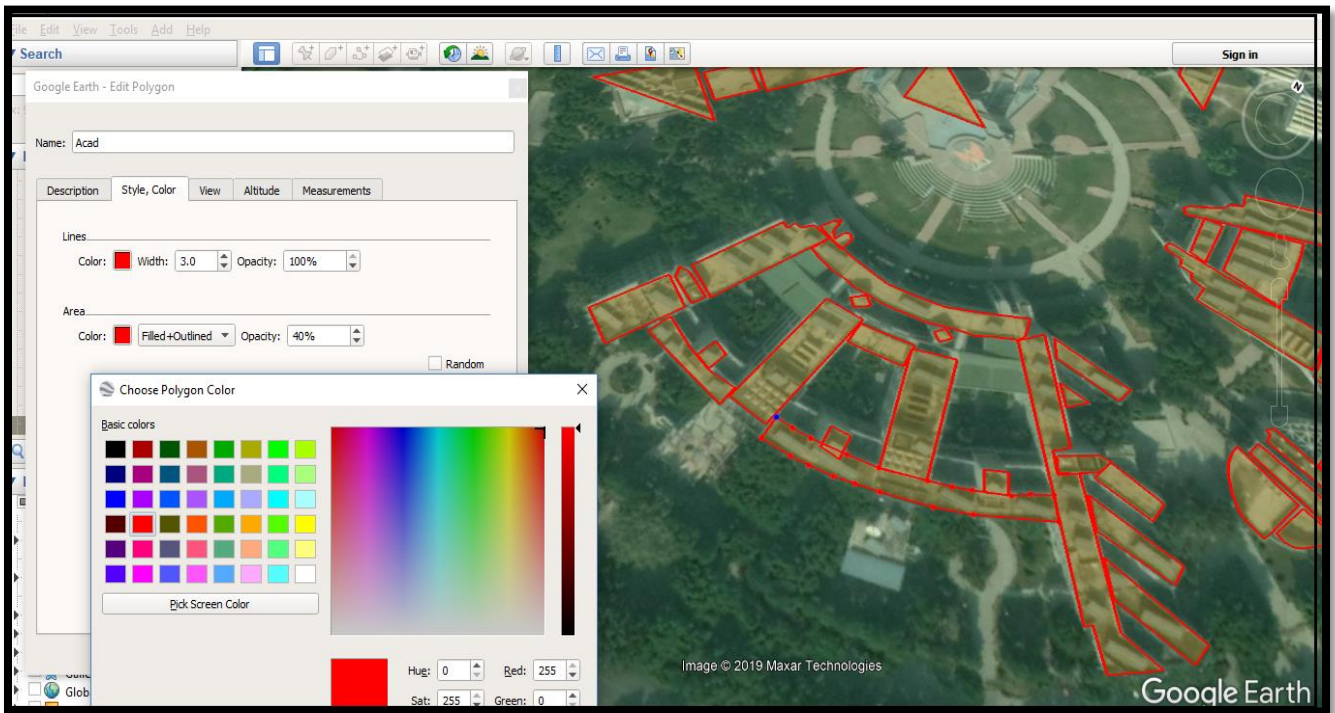 File Edit View Tools Add Help
Search
Sign in
Google Earth - Edit Polygon
N
Name: Acad
Description Style, Color View Altitude Measurements
Lines
Color: Width: 3.0 Opacity: 100%
Area
Color: Filled+Outlined Opacity: 40%
Random
Choose Polygon Color
Basic colors
Pick Screen Color
Hue: 0 Red: 255
Sat: 255 Green: 0
Glob
Image © 2019 Maxar Technologies
Google Earth